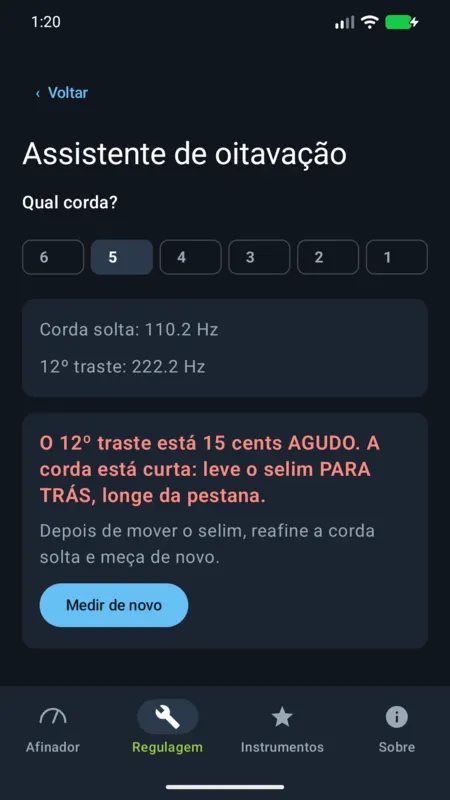 1:20
‹ Voltar
Assistente de oitavação
Qual corda?
6 5 4 3 2 1
Corda solta: 110.2 Hz
12º traste: 222.2 Hz
O 12º traste está 15 cents AGUDO. A
corda está curta: leve o selim PARA
TRÁS, longe da pestana.
Depois de mover o selim, reafine a corda
solta e meça de novo.
Medir de novo
Afinador Regulagem Instrumentos Sobre